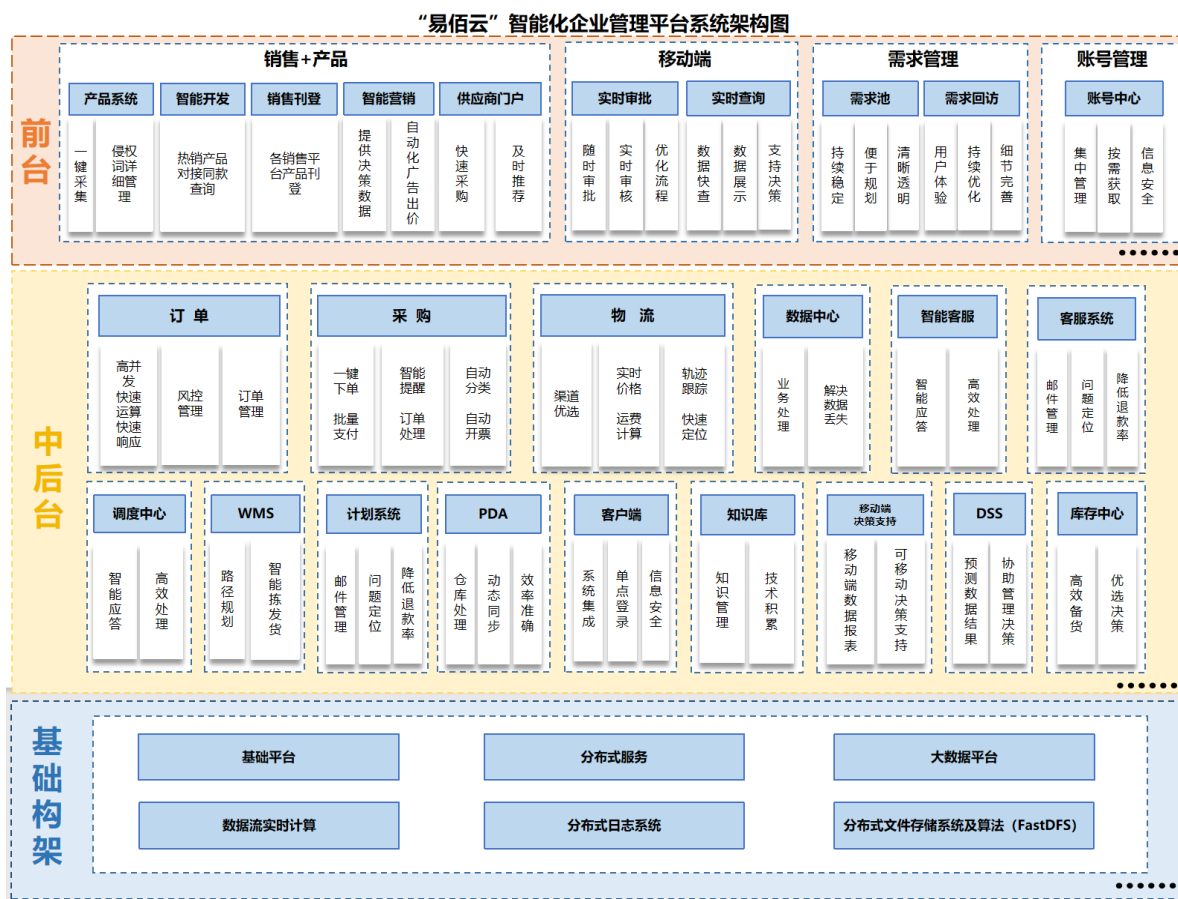 “易佰云”智能化企业管理平台系统架构图
前台
销售+产品
产品系统
一键采集
侵权词详细管理
智能开发
热销产品
对接同款
查询
销售刊登
各销售平
台产品刊
登
智能营销
提供决策数据
自动化广告出价
供应商门户
快速采购
及时推荐
移动端
实时审批
随时审批
实时审核
优化流程
实时查询
数据快查
数据展示
支持决策
需求管理
需求池
持续稳定
便于规划
清晰透明
需求回访
用户体验
持续优化
细节完善
账号管理
账号中心
集中管理
按需获取
信息安全
中后台
订 单
高并
发
快速
运算
快速
响应
风控
管理
订单
管理
采 购
一键
下单
批量
支付
智能
提醒
订单
处理
自动
分类
自动
开票
物 流
渠道
优选
实时
价格
运费
计算
轨迹
跟踪
快速
定位
数据中心
业务处理
解决
数据
丢失
智能客服
智能应答
高效处理
客服系统
邮件管理
问题定位
降低退款率
调度中心
智能应答
高效处理
WMS
路径规划
智能拣发货
计划系统
邮件管理
问题定位
降低退款率
PDA
仓库处理
动态同步
效率准确
客户端
系统集成
单点登录
信息安全
知识库
知识管理
技术积累
移动端
决策支持
移动端数据报表
可移动决策支持
DSS
预测数据结果
协助管理决策
库存中心
高效备货
优选决策
基础构架
基础平台
分布式服务
大数据平台
数据流实时计算
分布式日志系统
分布式文件存储系统及算法（FastDFS）